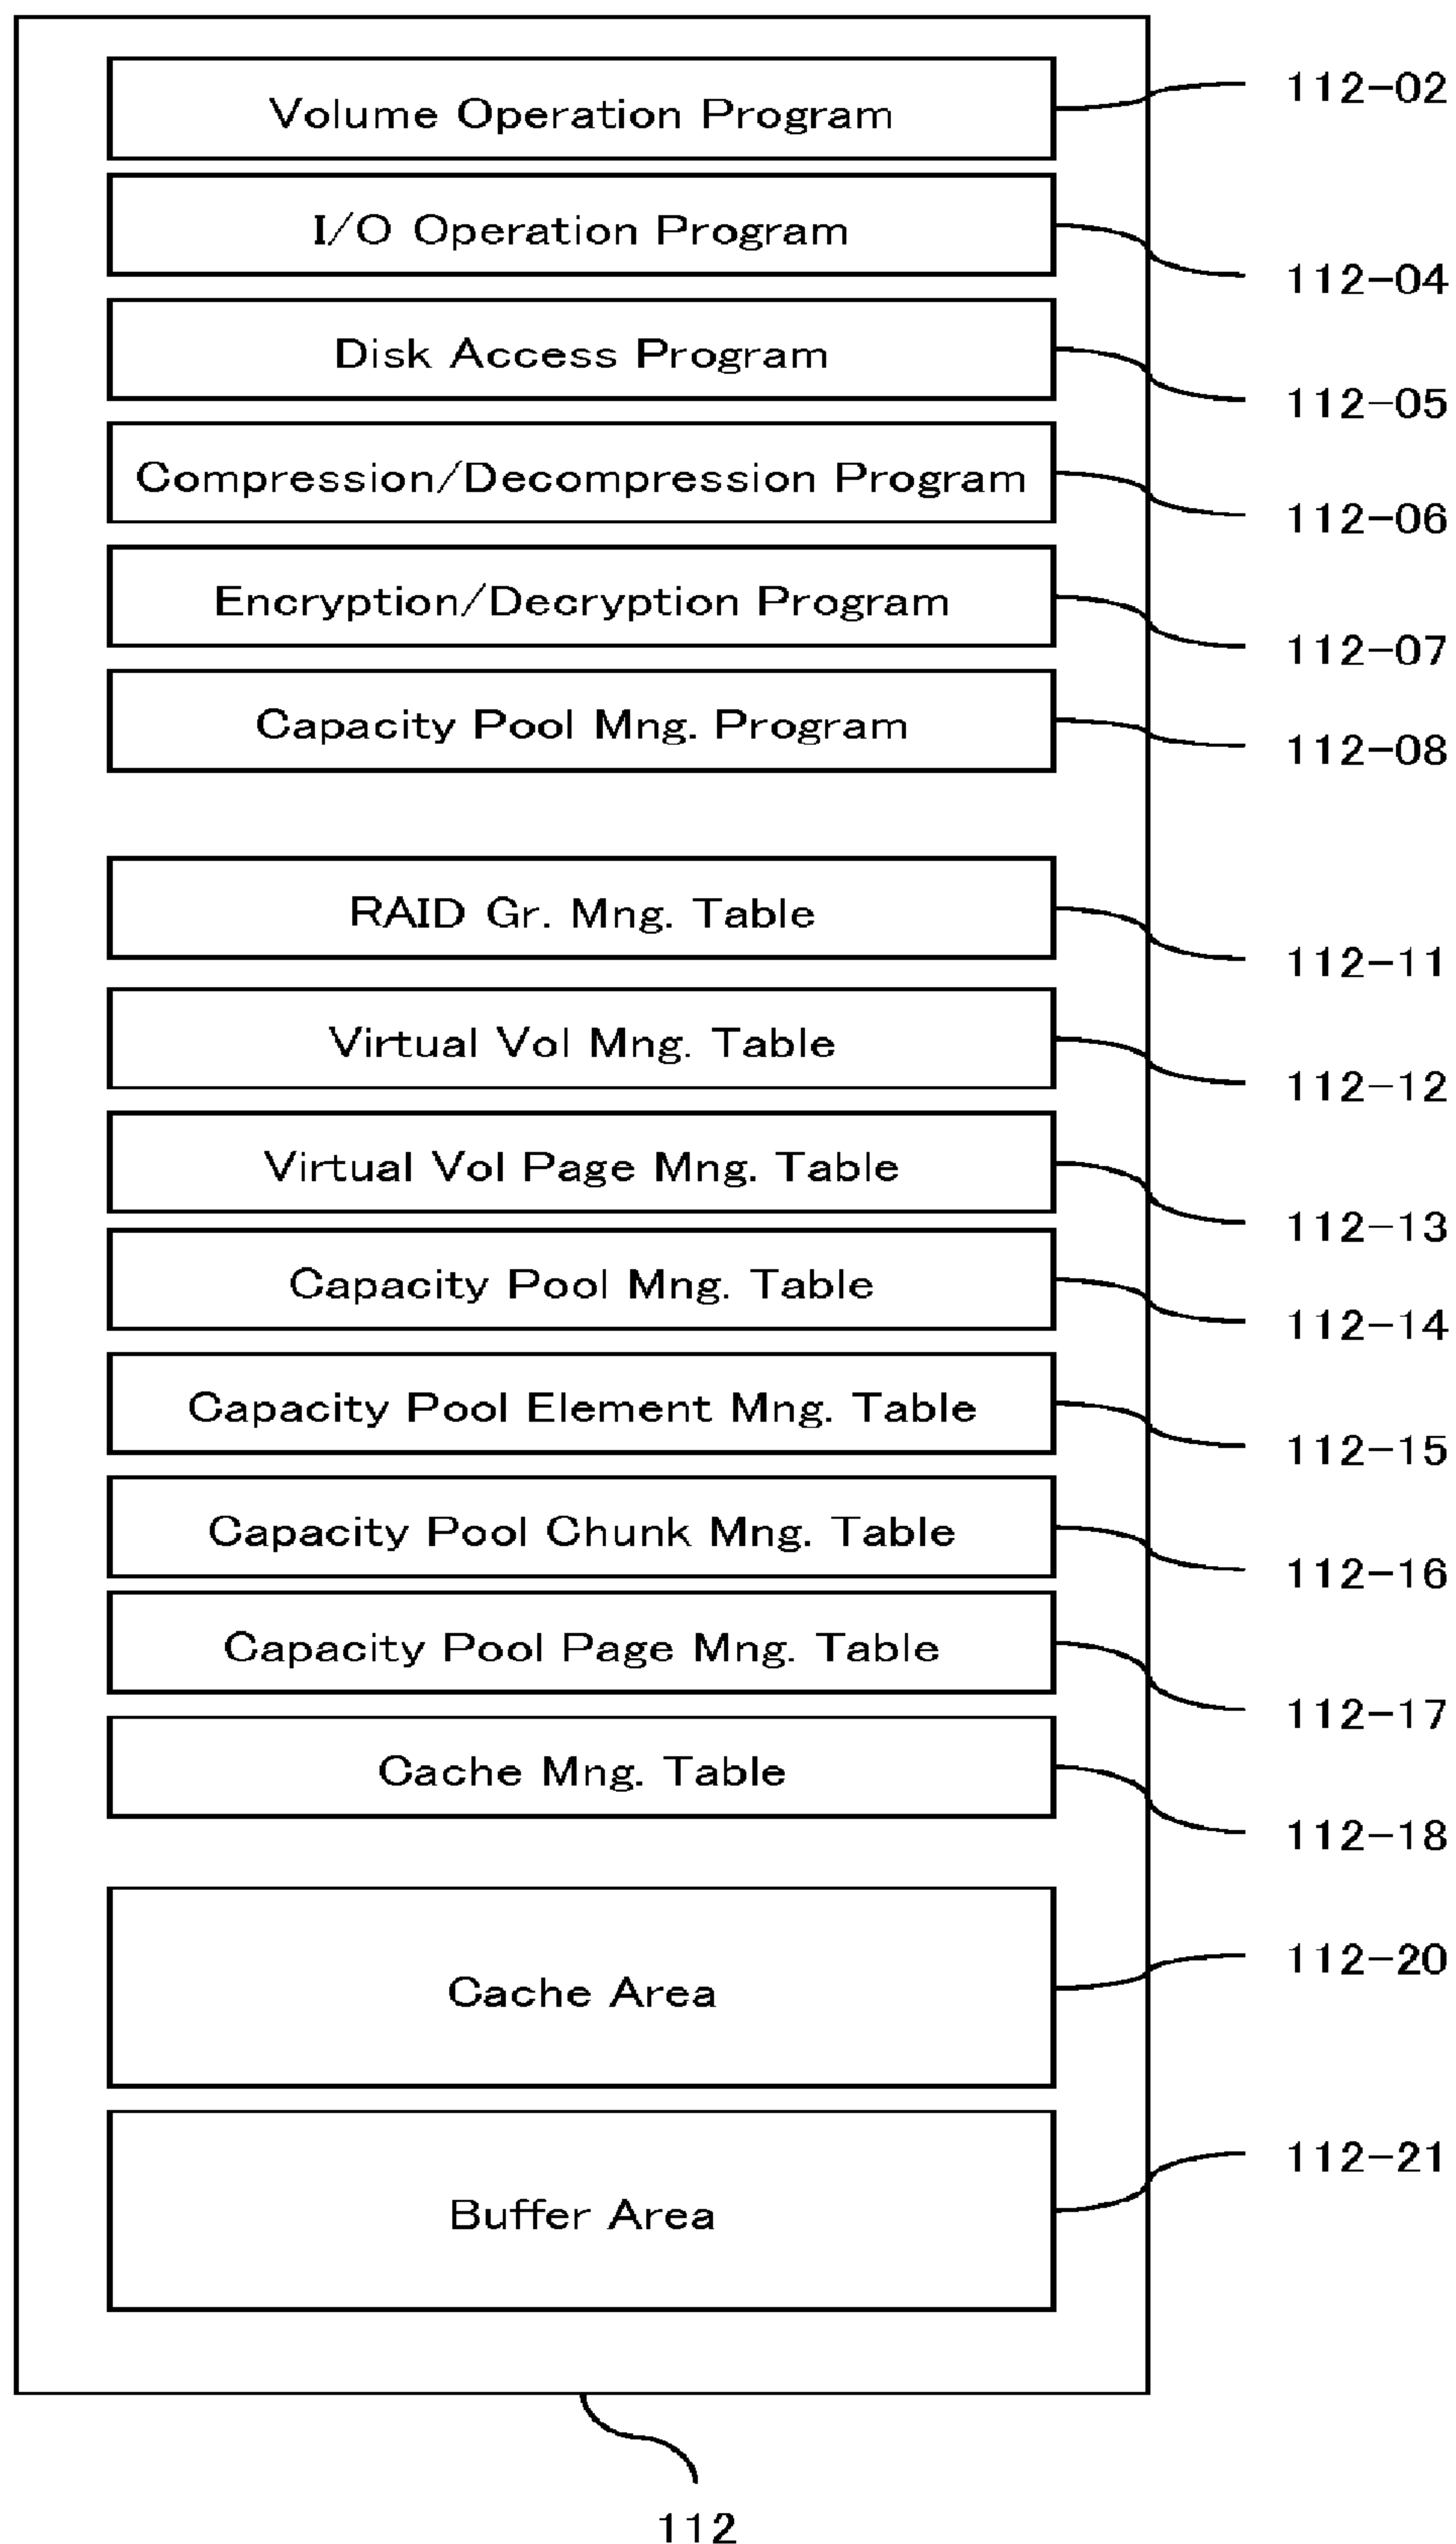 Volume Operation Program 112-02
I/O Operation Program 112-04
Disk Access Program 112-05
Compression/Decompression Program 112-06
Encryption/Decryption Program 112-07
Capacity Pool Mng. Program 112-08
RAID Gr. Mng. Table 112-11
Virtual Vol Mng. Table 112-12
Virtual Vol Page Mng. Table 112-13
Capacity Pool Mng. Table 112-14
Capacity Pool Element Mng. Table 112-15
Capacity Pool Chunk Mng. Table 112-16
Capacity Pool Page Mng. Table 112-17
Cache Mng. Table 112-18
Cache Area 112-20
Buffer Area 112-21
112